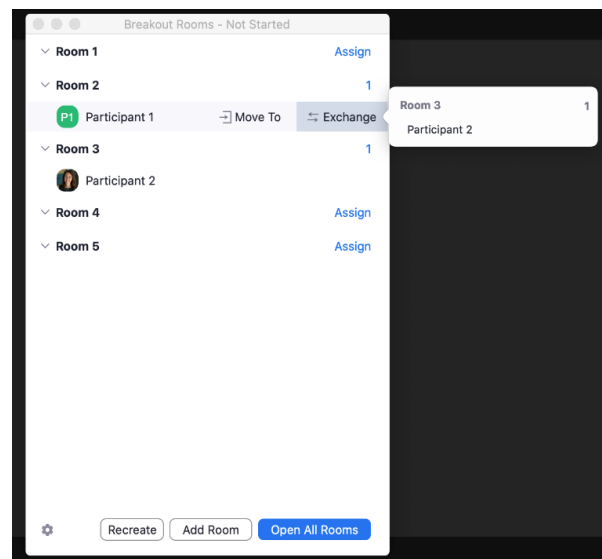 Breakout Rooms - Not Started
Room 1 Assign
Room 2 1
P1 Participant 1 Move To Exchange
Room 3 1
Participant 2
Room 3 1
Participant 2
Room 4 Assign
Room 5 Assign
Recreate Add Room Open All Rooms